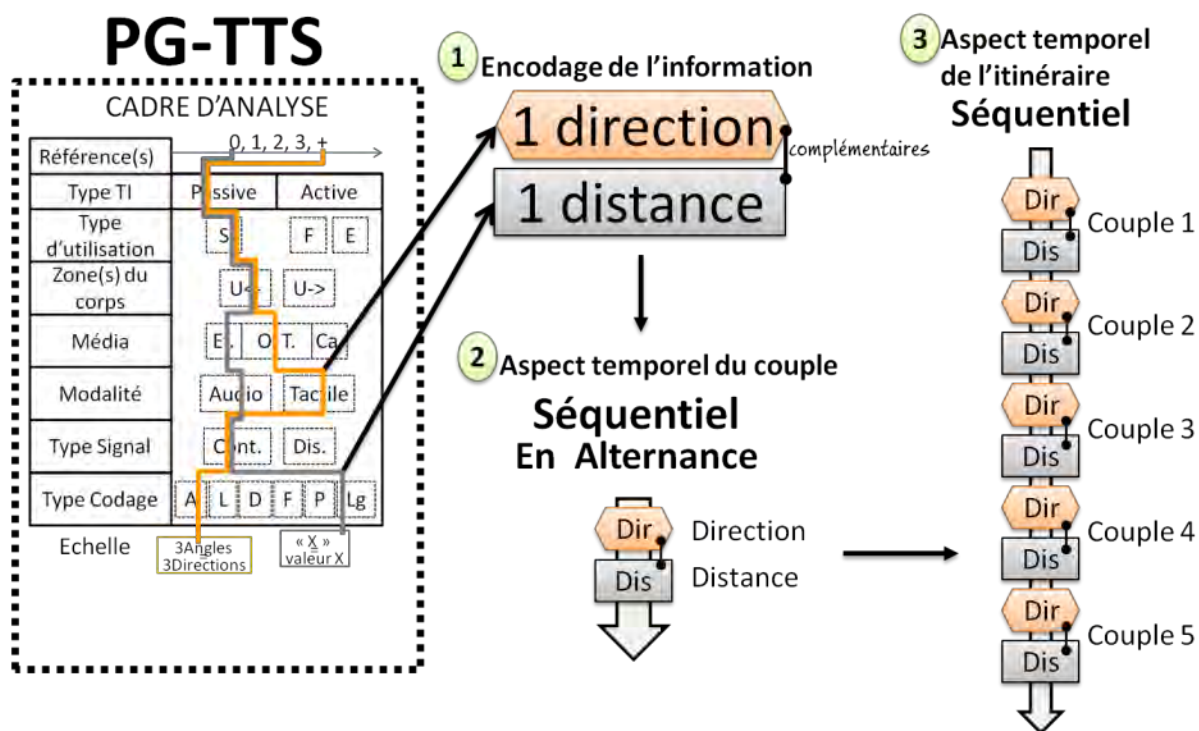 PG-TTS
CADRE D'ANALYSE
Référence(s)
0, 1, 2, 3, +
Type TI
Passive
Active
Type
d'utilisation
S
F
E
Zone(s) du
corps
U<-
U->
Média
O
T.
Ca
Modalité
Audio
Tactile
Type Signal
Cont.
Dis.
Type Codage
A
L
D
F
P
Lg
Echelle
3Angles
=
3Directions
« X »
=
valeur X
1
Encodage de l'information
1 direction
1 distance
complémentaires
2
Aspect temporel du couple
Séquentiel
En Alternance
Dir
Direction
Dis
Distance
3
Aspect temporel
de l'itinéraire
Séquentiel
Dir
Dis
Couple 1
Dir
Dis
Couple 2
Dir
Dis
Couple 3
Dir
Dis
Couple 4
Dir
Dis
Couple 5